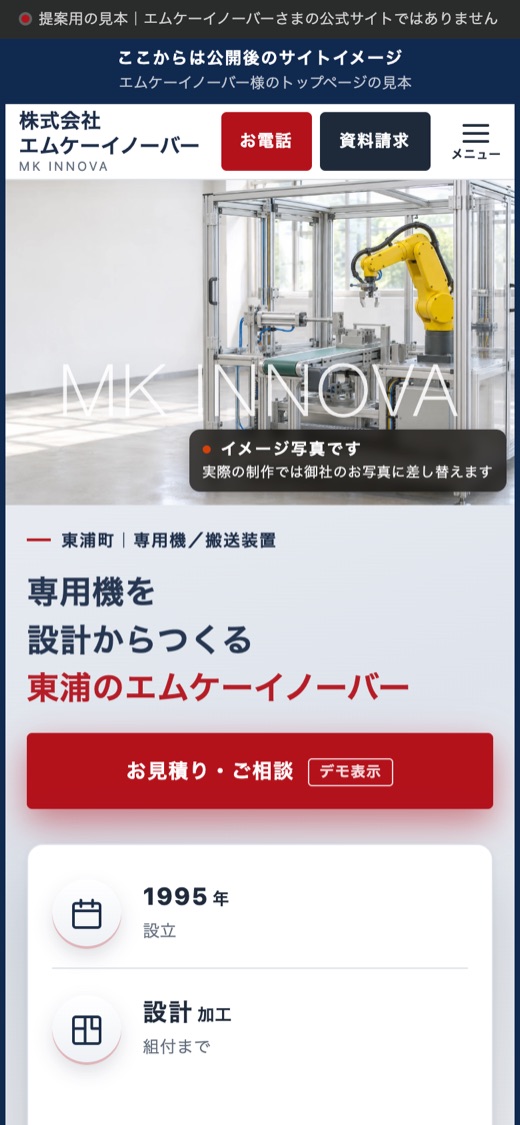 提案用の見本｜エムケーイノーバーさまの公式サイトではありません
ここからは公開後のサイトイメージ
エムケーイノーバー様のトップページの見本
株式会社
エムケーイノーバー
MK INNOVA
お電話
資料請求
メニュー
MK INNOVA
イメージ写真です
実際の制作では御社のお写真に差し替えます
東浦町｜専用機／搬送装置
専用機を
設計からつくる
東浦のエムケーイノーバー
お見積り・ご相談 デモ表示
1995 年
設立
設計 加工
組付まで